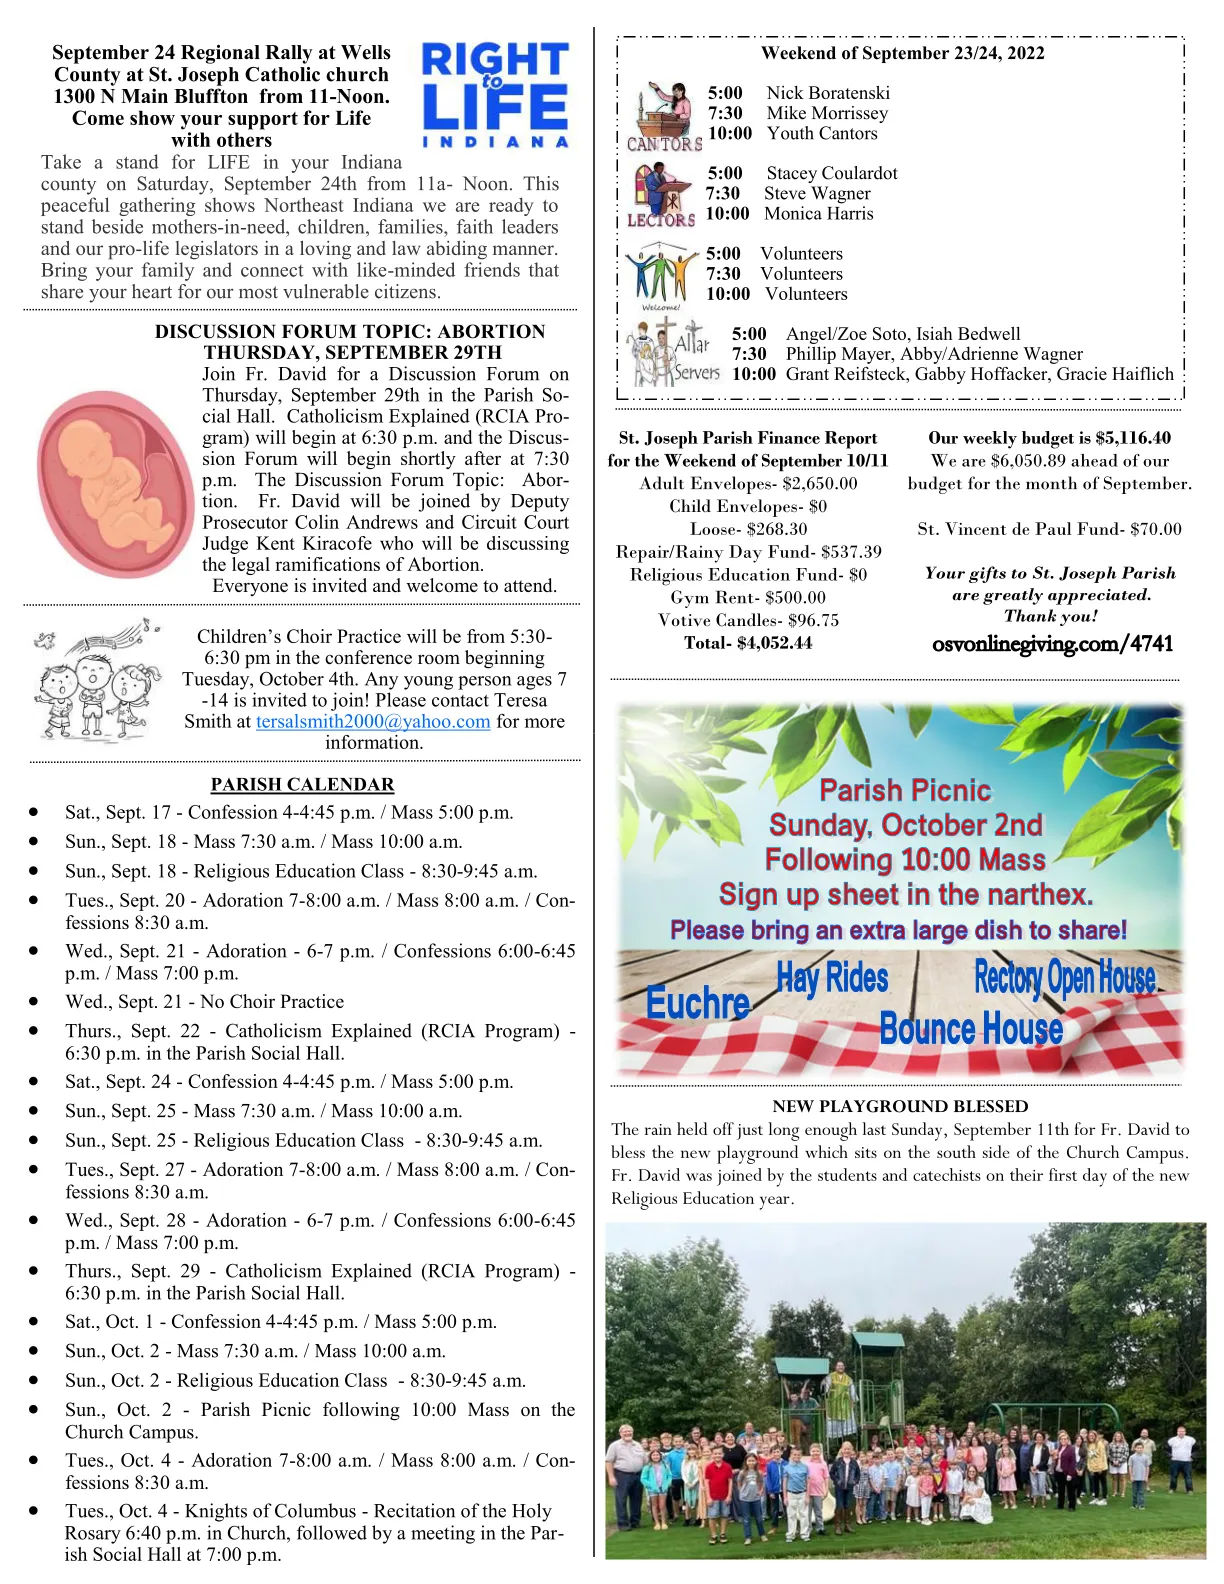 September 24 Regional Rally at Wells
County at St. Joseph Catholic church
1300 N Main Bluffton from 11-Noon.
Come show your support for Life
with others
RIGHT
to
LIFE
INDIANA
Take a stand for LIFE in your Indiana
county on Saturday, September 24th from 11a- Noon. This
peaceful gathering shows Northeast Indiana we are ready to
stand beside mothers-in-need, children, families, faith leaders
and our pro-life legislators in a loving and law abiding manner.
Bring your family and connect with like-minded friends that
share your heart for our most vulnerable citizens.
DISCUSSION FORUM TOPIC: ABORTION
THURSDAY, SEPTEMBER 29TH
Join Fr. David for a Discussion Forum on
Thursday, September 29th in the Parish So-
cial Hall. Catholicism Explained (RCIA Pro-
gram) will begin at 6:30 p.m. and the Discus-
sion Forum will begin shortly after at 7:30
p.m. The Discussion Forum Topic: Abor-
tion. Fr. David will be joined by Deputy
Prosecutor Colin Andrews and Circuit Court
Judge Kent Kiracofe who will be discussing
the legal ramifications of Abortion.
Everyone is invited and welcome to attend.
Children's Choir Practice will be from 5:30-
6:30 pm in the conference room beginning
Tuesday, October 4th. Any young person ages 7
-14 is invited to join! Please contact Teresa
Smith at tersalsmith2000@yahoo.com for more
information.
PARISH CALENDAR
• Sat., Sept. 17 - Confession 4-4:45 p.m. / Mass 5:00 p.m.
• Sun., Sept. 18 - Mass 7:30 a.m. / Mass 10:00 a.m.
• Sun., Sept. 18 - Religious Education Class - 8:30-9:45 a.m.
• Tues., Sept. 20 - Adoration 7-8:00 a.m. / Mass 8:00 a.m. / Con-
fessions 8:30 a.m.
• Wed., Sept. 21 - Adoration - 6-7 p.m. / Confessions 6:00-6:45
p.m. / Mass 7:00 p.m.
• Wed., Sept. 21 - No Choir Practice
• Thurs., Sept. 22 - Catholicism Explained (RCIA Program) -
6:30 p.m. in the Parish Social Hall.
• Sat., Sept. 24 - Confession 4-4:45 p.m. / Mass 5:00 p.m.
• Sun., Sept. 25 - Mass 7:30 a.m. / Mass 10:00 a.m.
• Sun., Sept. 25 - Religious Education Class - 8:30-9:45 a.m.
• Tues., Sept. 27 - Adoration 7-8:00 a.m. / Mass 8:00 a.m. / Con-
fessions 8:30 a.m.
• Wed., Sept. 28 - Adoration - 6-7 p.m. / Confessions 6:00-6:45
p.m. / Mass 7:00 p.m.
• Thurs., Sept. 29 - Catholicism Explained (RCIA Program) -
6:30 p.m. in the Parish Social Hall.
• Sat., Oct. 1 - Confession 4-4:45 p.m. / Mass 5:00 p.m.
• Sun., Oct. 2 - Mass 7:30 a.m. / Mass 10:00 a.m.
• Sun., Oct. 2 - Religious Education Class - 8:30-9:45 a.m.
• Sun., Oct. 2 - Parish Picnic following 10:00 Mass on the
Church Campus.
• Tues., Oct. 4 - Adoration 7-8:00 a.m. / Mass 8:00 a.m. / Con-
fessions 8:30 a.m.
• Tues., Oct. 4 - Knights of Columbus - Recitation of the Holy
Rosary 6:40 p.m. in Church, followed by a meeting in the Par-
ish Social Hall at 7:00 p.m.
Weekend of September 23/24, 2022
CANTORS
5:00 Nick Boratenski
7:30 Mike Morrissey
10:00 Youth Cantors
LECTORS
5:00 Stacey Coulardot
7:30 Steve Wagner
10:00 Monica Harris
Welcome!
5:00 Volunteers
7:30 Volunteers
10:00 Volunteers
Altar
Servers
5:00 Angel/Zoe Soto, Isiah Bedwell
7:30 Phillip Mayer, Abby/Adrienne Wagner
10:00 Grant Reifsteck, Gabby Hoffacker, Gracie Haiflich
St. Joseph Parish Finance Report
for the Weekend of September 10/11
Adult Envelopes- $2,650.00
Child Envelopes- $0
Loose- $268.30
Repair/Rainy Day Fund- $537.39
Religious Education Fund- $0
Gym Rent- $500.00
Votive Candles- $96.75
Total- $4,052.44
Our weekly budget is $5,116.40
We are $6,050.89 ahead of our
budget for the month of September.
St. Vincent de Paul Fund- $70.00
Your gifts to St. Joseph Parish
are greatly appreciated.
Thank you!
osvonlinegiving.com/4741
Parish Picnic
Sunday, October 2nd
Following 10:00 Mass
Sign up sheet in the narthex.
Please bring an extra large dish to share!
Euchre
Hay Rides
Rectory Open House
Bounce House
NEW PLAYGROUND BLESSED
The rain held off just long enough last Sunday, September 11th for Fr. David to
bless the new playground which sits on the south side of the Church Campus.
Fr. David was joined by the students and catechists on their first day of the new
Religious Education year.